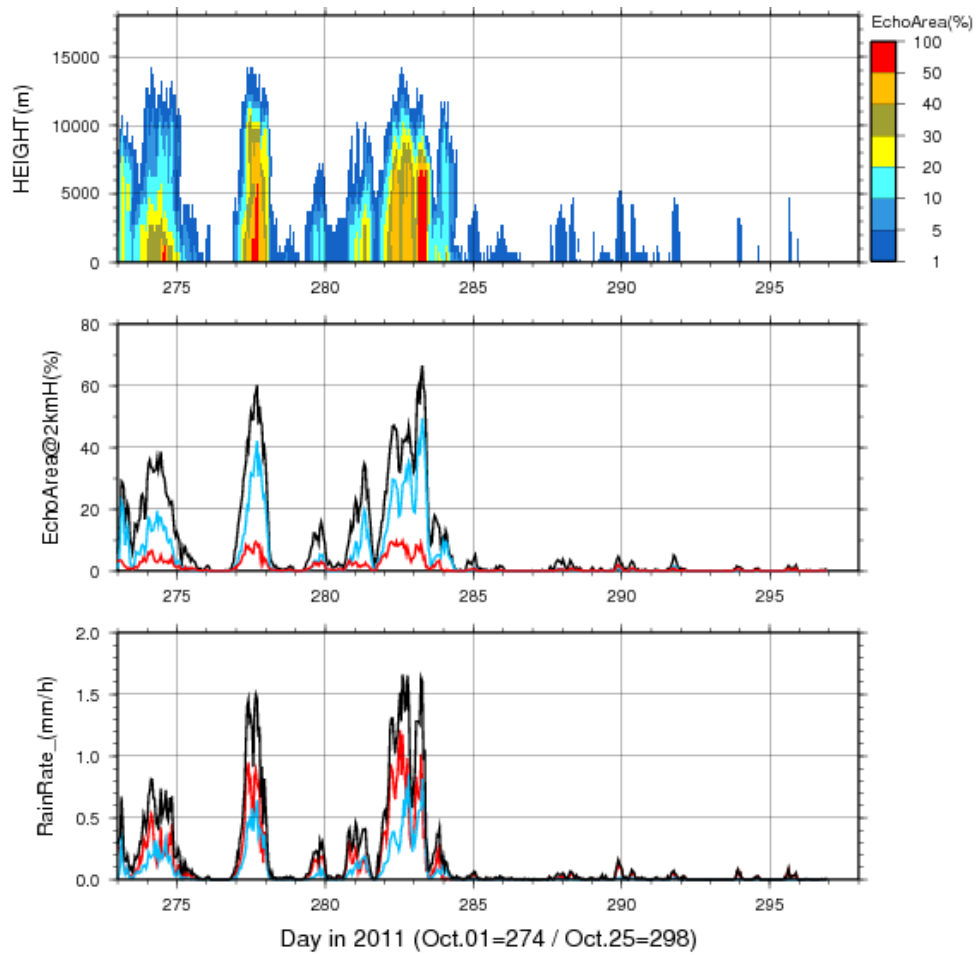 EchoArea(%)
100
50
40
30
20
10
5
1
HEIGHT(m)
15000
10000
5000
0
275 280 285 290 295
EchoArea@2kmH(%)
80
60
40
20
0
275 280 285 290 295
RainRate_(mm/h)
2.0
1.5
1.0
0.5
0.0
275 280 285 290 295
Day in 2011 (Oct.01=274 / Oct.25=298)